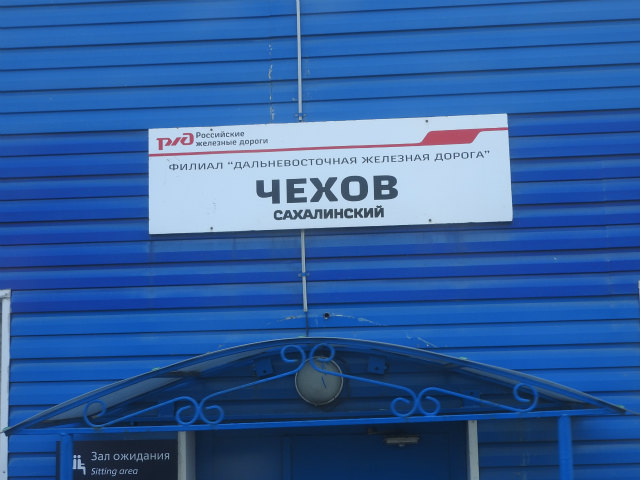 РЖД Российские
железные дороги
ФИЛИАЛ "ДАЛЬНЕВОСТОЧНАЯ ЖЕЛЕЗНАЯ ДОРОГА"
ЧЕХОВ
САХАЛИНСКИЙ
Зал ожидания
Sitting area